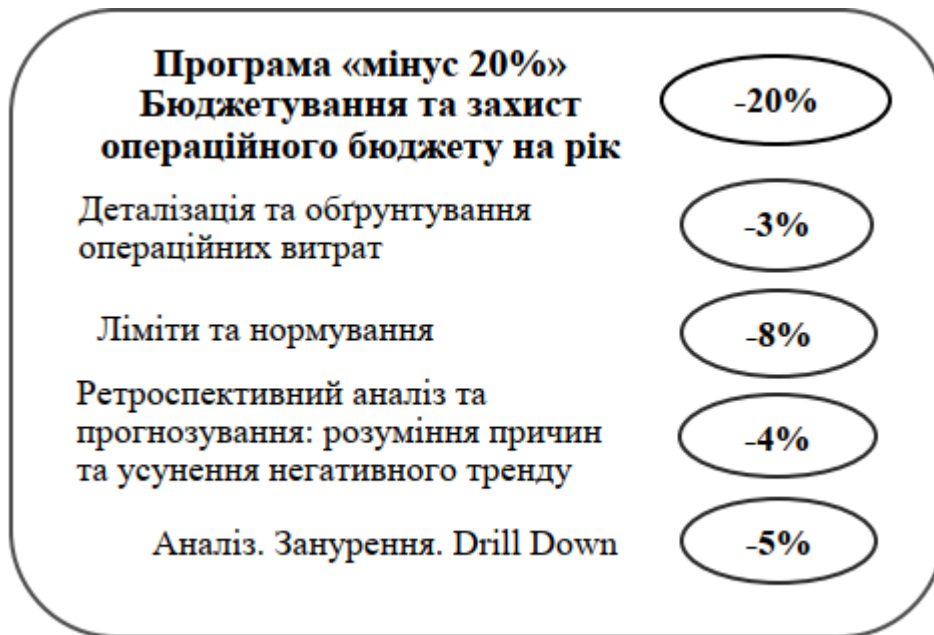 Програма «мінус 20%»
Бюджетування та захист
операційного бюджету на рік
-20%
Деталізація та обґрунтування
операційних витрат
-3%
Ліміти та нормування
-8%
Ретроспективний аналіз та
прогнозування: розуміння причин
та усунення негативного тренду
-4%
Аналіз. Занурення. Drill Down
-5%